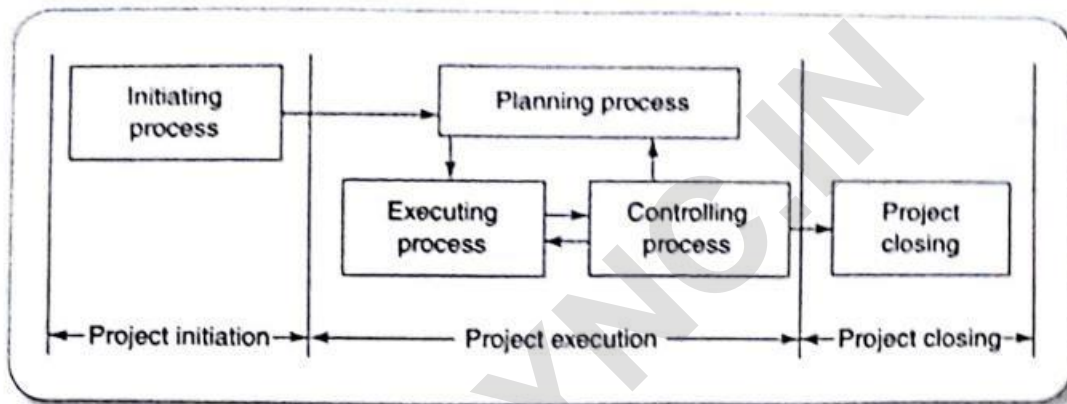 Initiating
process
Planning process
Executing
process
Controlling
process
Project
closing
Project initiation
Project execution
Project closing
YNC.IN